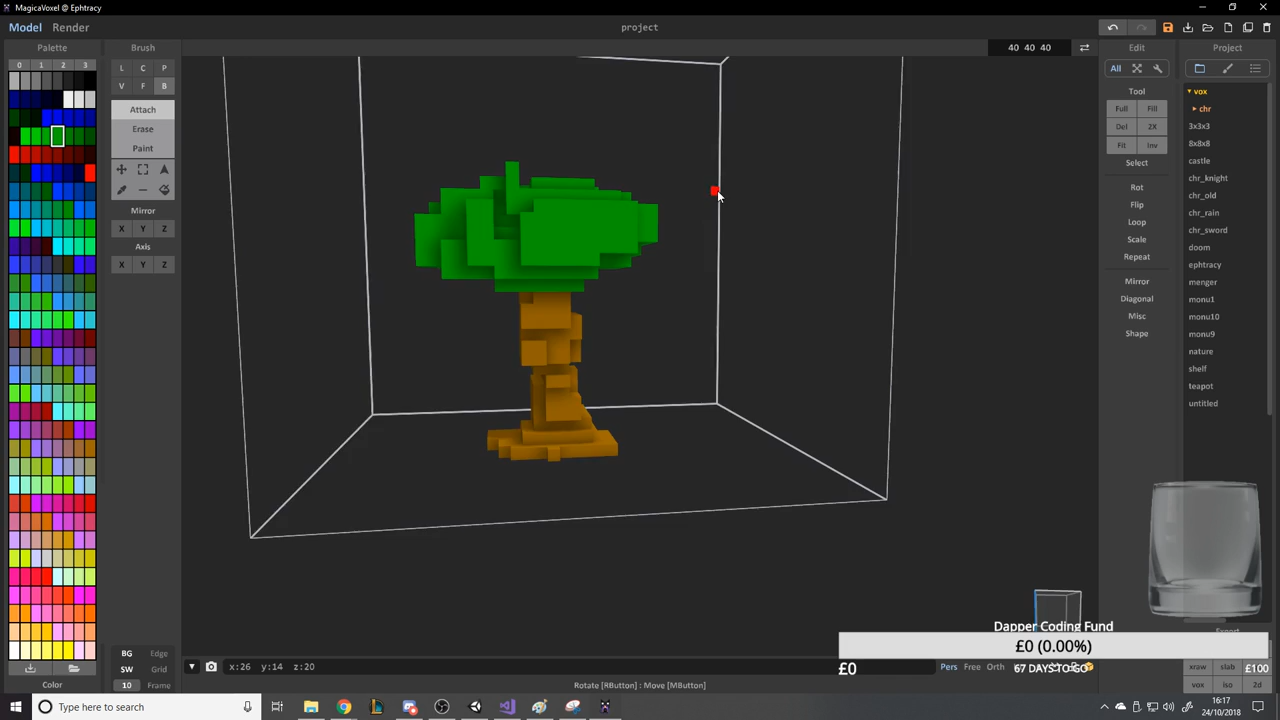 MagicaVoxel @ Ephtracy
Model Render
project
Palette
Brush
40 40 40
Edit
Project
0 1 2 3
L C P
V F B
Attach
Erase
Paint
Mirror
X Y Z
Axis
X Y Z
All
Tool
Full Fill
Del 2X
Fit Inv
Select
Rot
Flip
Loop
Scale
Repeat
Mirror
Diagonal
Misc
Shape
vox
chr
3x3x3
8x8x8
castle
chr_knight
chr_old
chr_rain
chr_sword
doom
ephtracy
menger
monu1
monu10
monu9
nature
shelf
teapot
untitled
Export
Dapper Coding Fund
£0 (0.00%)
£0
67 DAYS TO GO
£100
BG Edge
SW Grid
10 Frame
Color
x:26 y:14 z:20
Pers Free Orth
xraw slab
vox iso 2d
Rotate [RButton] : Move [MButton]
Type here to search
16:17
24/10/2018